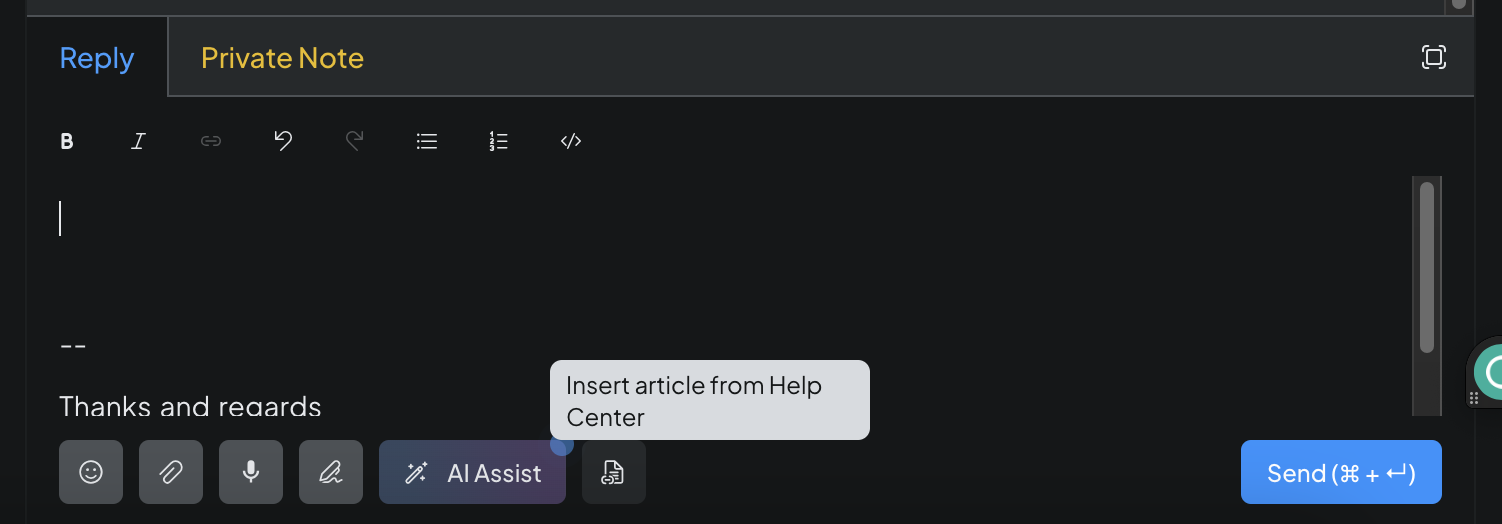 Reply
Private Note
--
Insert article from Help
Center
Thanks and regards
AI Assist
Send (⌘ + ↵)